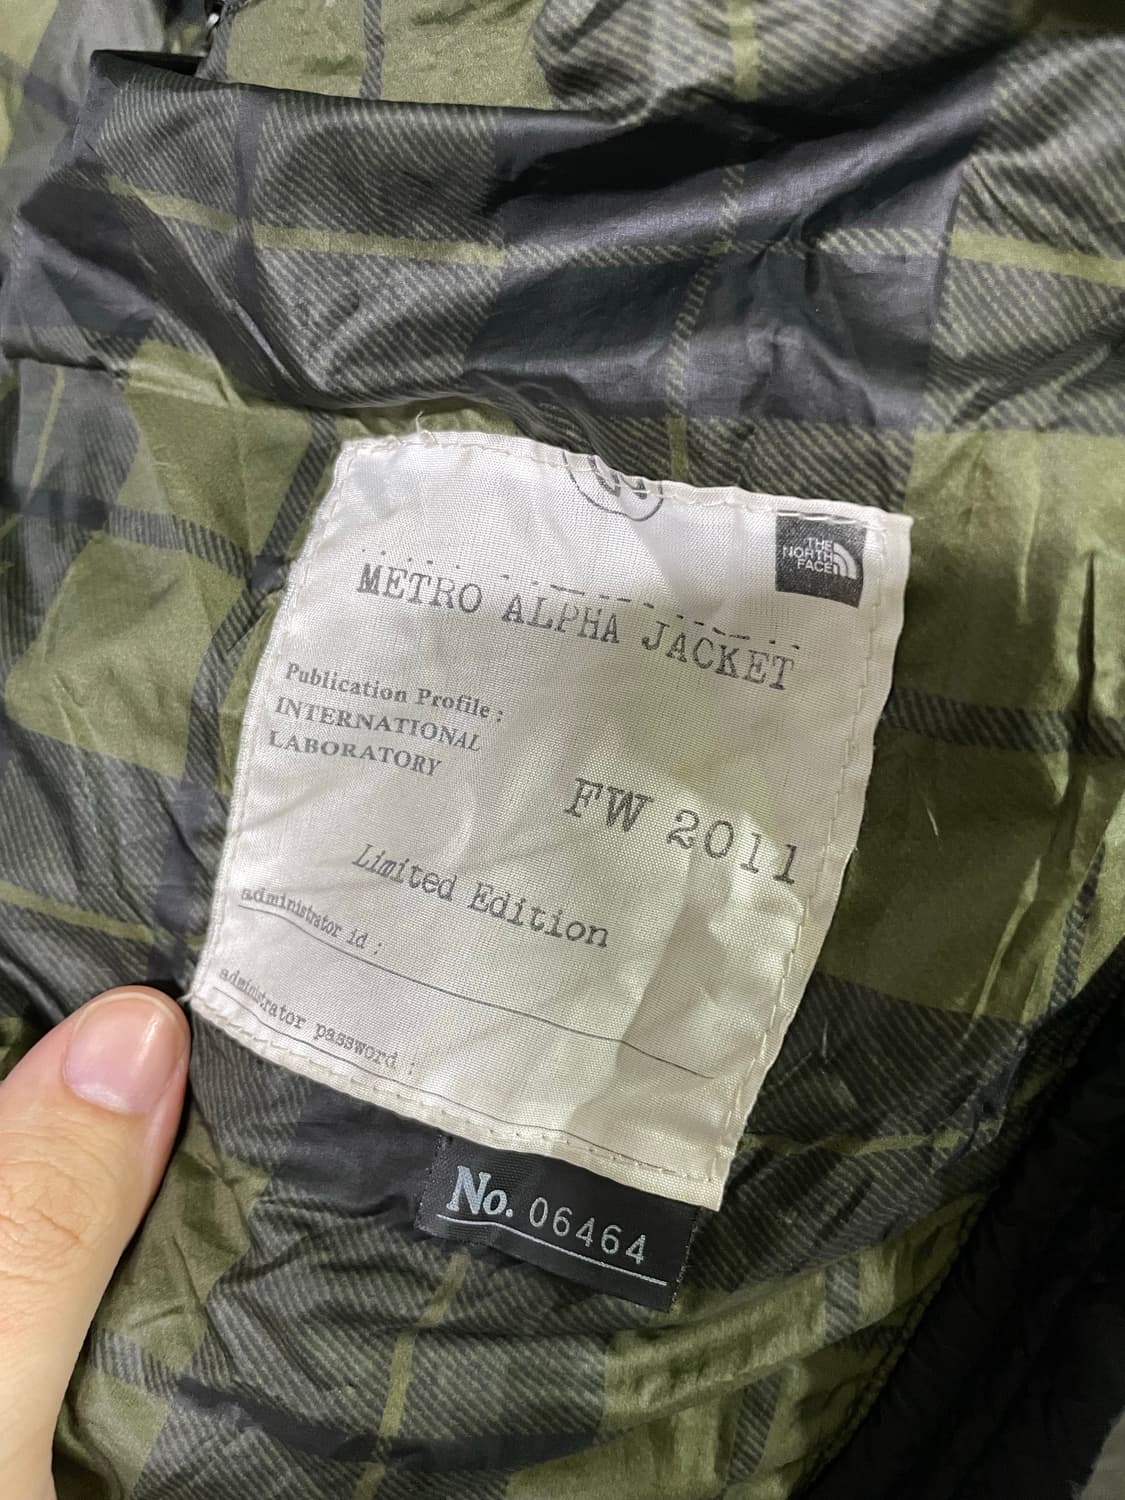 THE
NORTH
FACE
METRO ALPHA JACKET
Publication Profile :
INTERNATIONAL
LABORATORY
FW 2011
Limited Edition
administrator id :
administrator password :
No. 06464